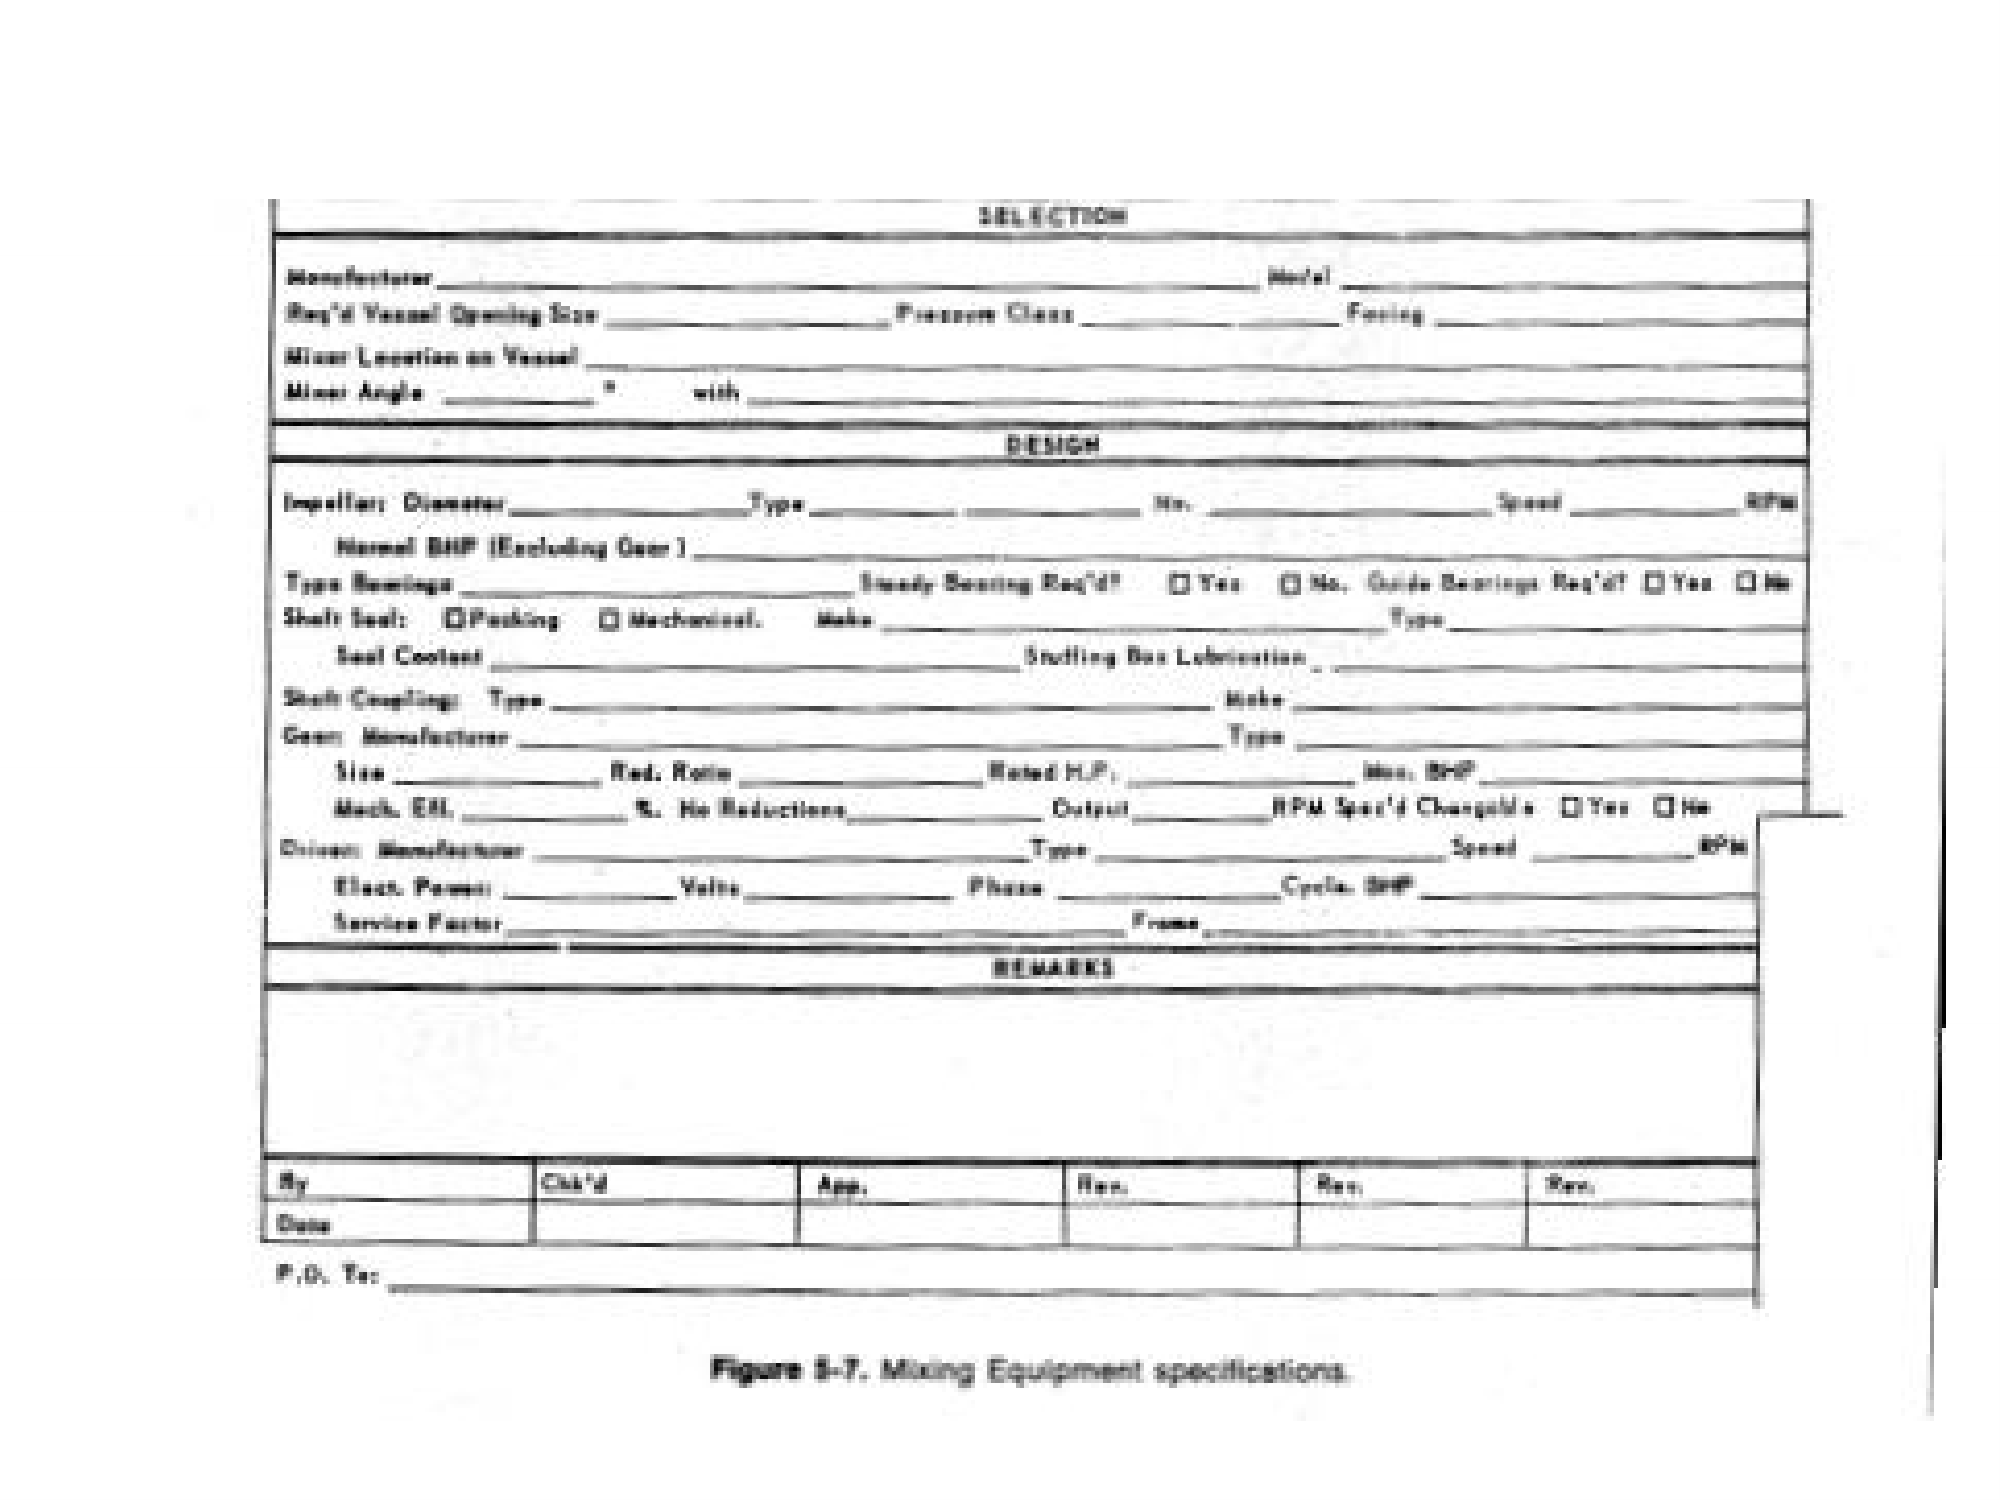 SELECTION
Manufacturer Model
Req'd Vessel Opening Size Pressure Class Facing
Mixer Location on Vessel
Mixer Angle ° with
DESIGN
Impeller: Diameter Type No. Speed RPM
Normal BHP (Excluding Gear)
Type Bearings Steady Bearing Req'd? ☐ Yes ☐ No. Guide Bearings Req'd? ☐ Yes ☐ No
Shaft Seal: ☐ Packing ☐ Mechanical. Make Type
Seal Coolant Stuffing Box Lubrication
Shaft Coupling: Type Make
Gear: Manufacturer Type
Size Red. Ratio Rated H.P. Max. BHP
Mech. Eff. %. No Reductions Output RPM Spec'd Changable ☐ Yes ☐ No
Driver: Manufacturer Type Speed RPM
Elect. Power: Volts Phase Cycle. BHP
Service Factor Frame
REMARKS
By Chk'd App. Rev. Rev. Rev.
Date
P.O. To:
Figure 5-7. Mixing Equipment specifications.